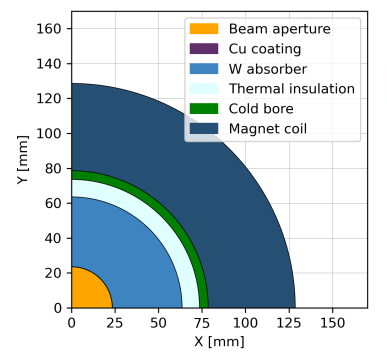 160
140
120
100
80
60
40
20
0
Y [mm]
Beam aperture
Cu coating
W absorber
Thermal insulation
Cold bore
Magnet coil
0 25 50 75 100 125 150
X [mm]